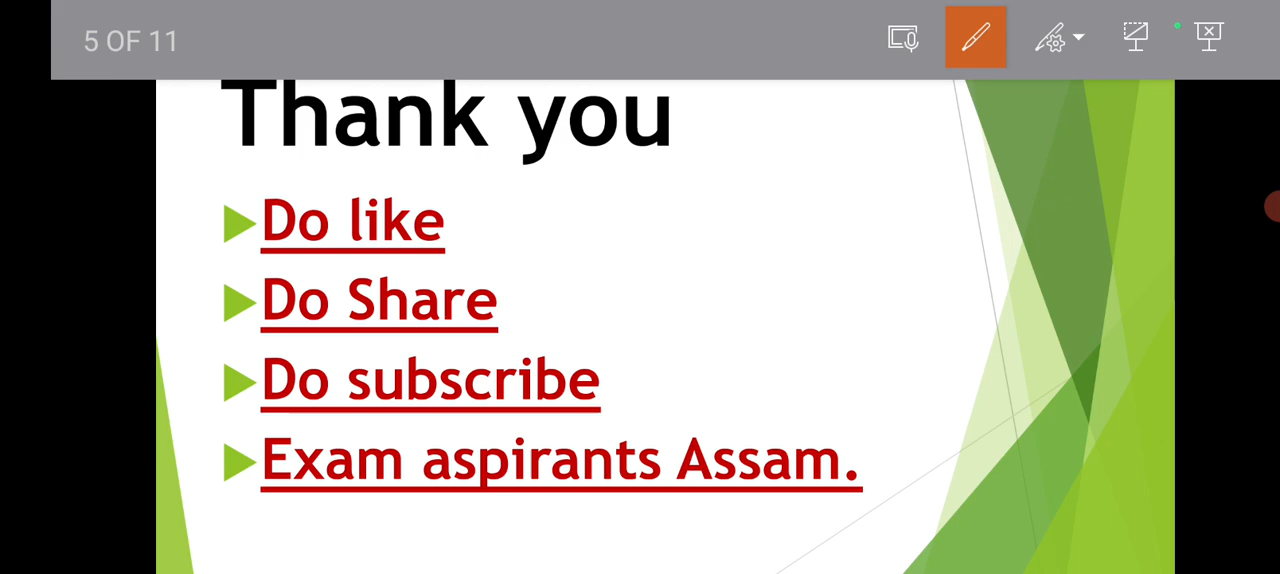 5 OF 11
Thank you
Do like
Do Share
Do subscribe
Exam aspirants Assam.